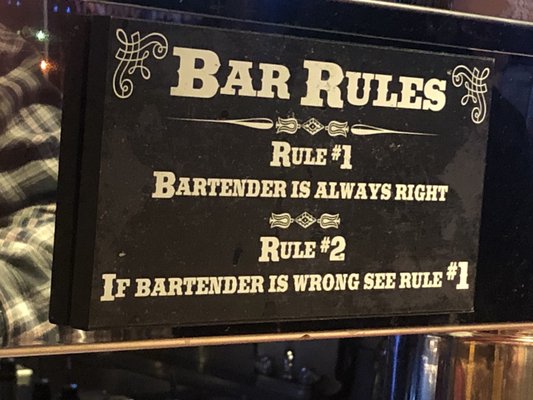 BAR RULES
RULE #1
BARTENDER IS ALWAYS RIGHT
RULE #2
IF BARTENDER IS WRONG SEE RULE #1